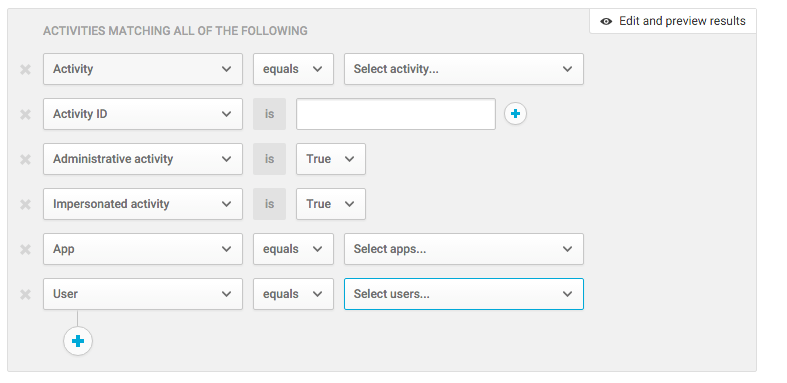 Edit and preview results
ACTIVITIES MATCHING ALL OF THE FOLLOWING
Activity equals Select activity...
Activity ID is
Administrative activity is True
Impersonated activity is True
App equals Select apps...
User equals Select users...